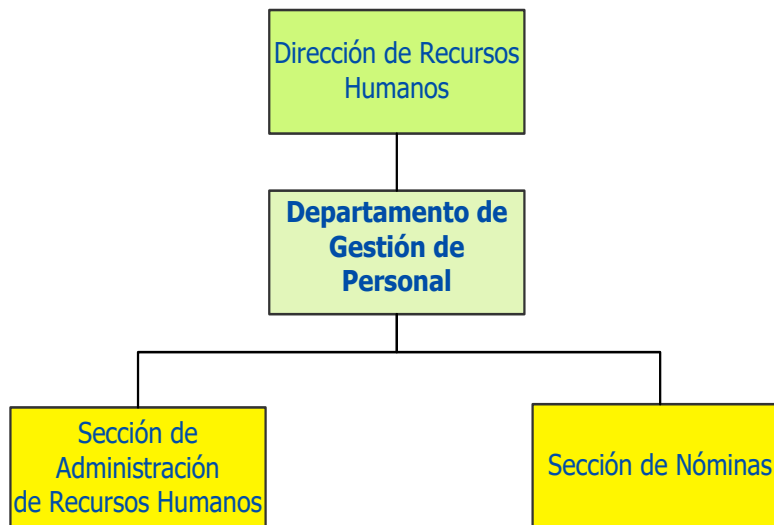 Dirección de Recursos
Humanos
Departamento de
Gestión de
Personal
Sección de
Administración
de Recursos Humanos
Sección de Nóminas